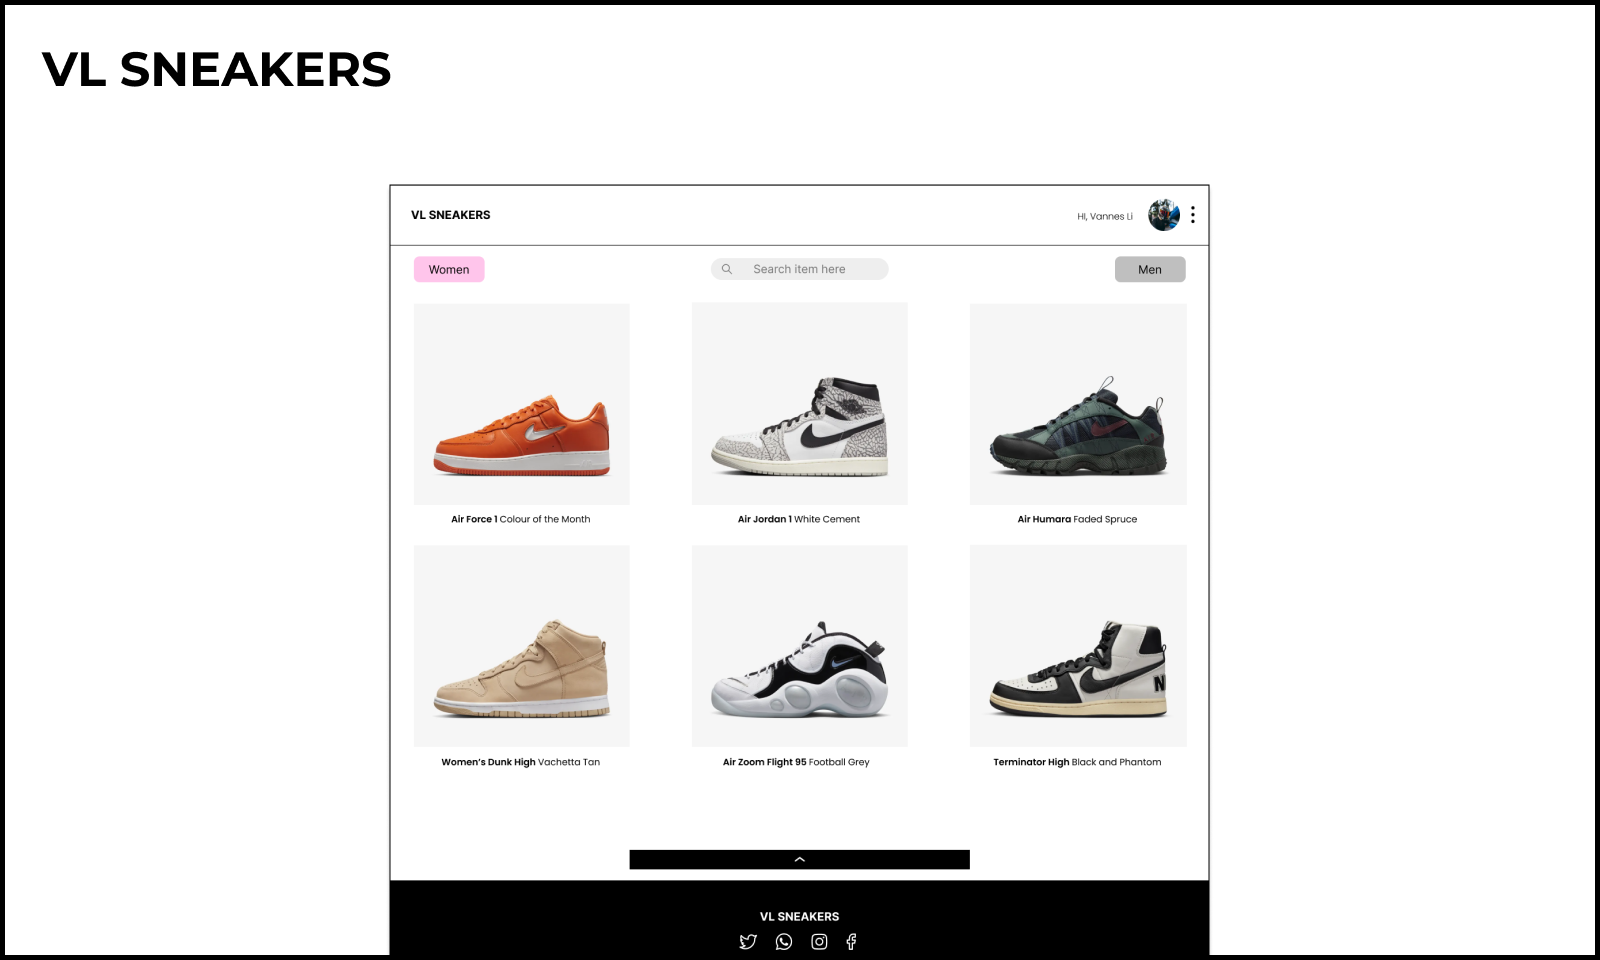 VL SNEAKERS
VL SNEAKERS
HI, Vannes Li
Women
Search item here
Men
Air Force 1 Colour of the Month
Air Jordan 1 White Cement
Air Humara Faded Spruce
Women’s Dunk High Vachetta Tan
Air Zoom Flight 95 Football Grey
Terminator High Black and Phantom
VL SNEAKERS